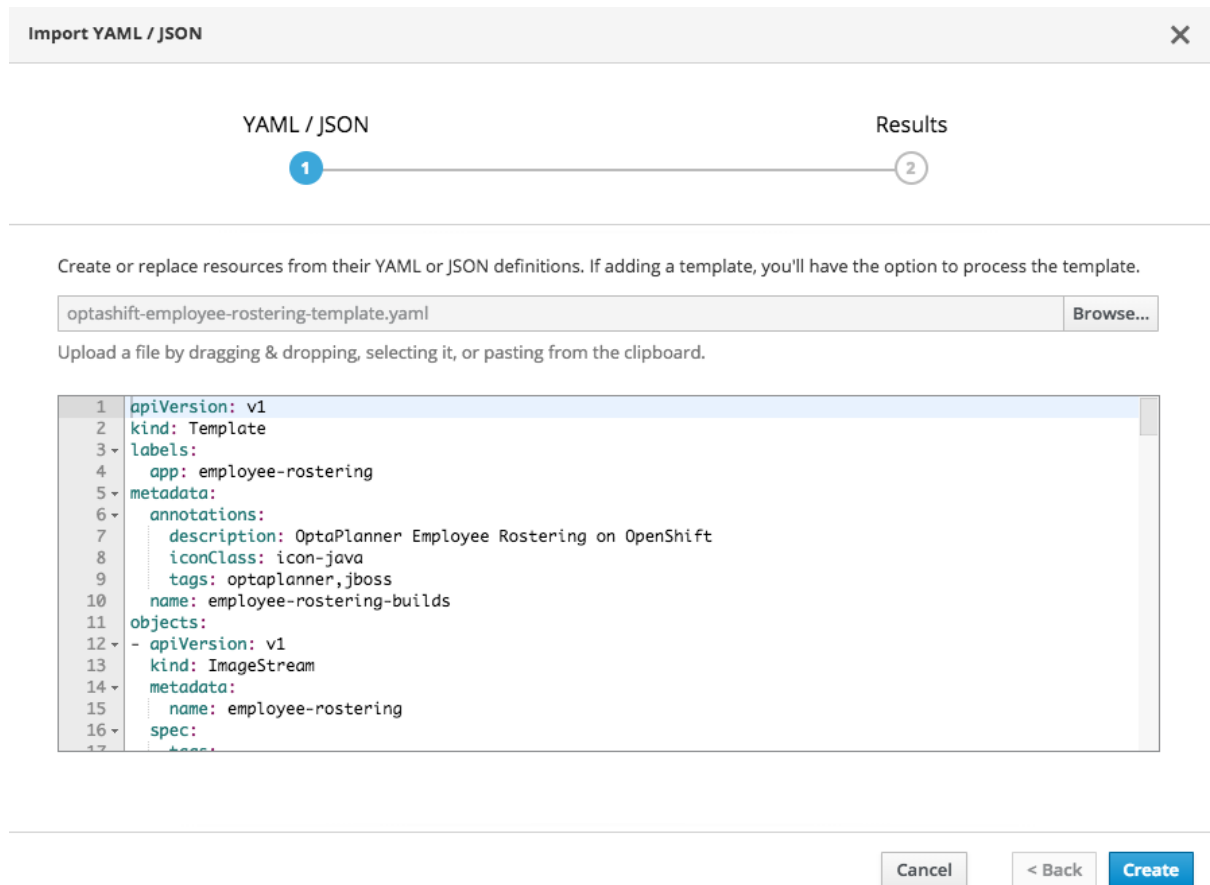 Import YAML / JSON
YAML / JSON
Results
1
2
Create or replace resources from their YAML or JSON definitions. If adding a template, you'll have the option to process the template.
optashift-employee-rostering-template.yaml
Browse...
Upload a file by dragging & dropping, selecting it, or pasting from the clipboard.
1 apiVersion: v1
2 kind: Template
3 labels:
4   app: employee-rostering
5 metadata:
6   annotations:
7     description: OptaPlanner Employee Rostering on OpenShift
8     iconClass: icon-java
9     tags: optaplanner,jboss
10   name: employee-rostering-builds
11 objects:
12 - apiVersion: v1
13   kind: ImageStream
14   metadata:
15     name: employee-rostering
16   spec:
17     tags:
Cancel
< Back
Create